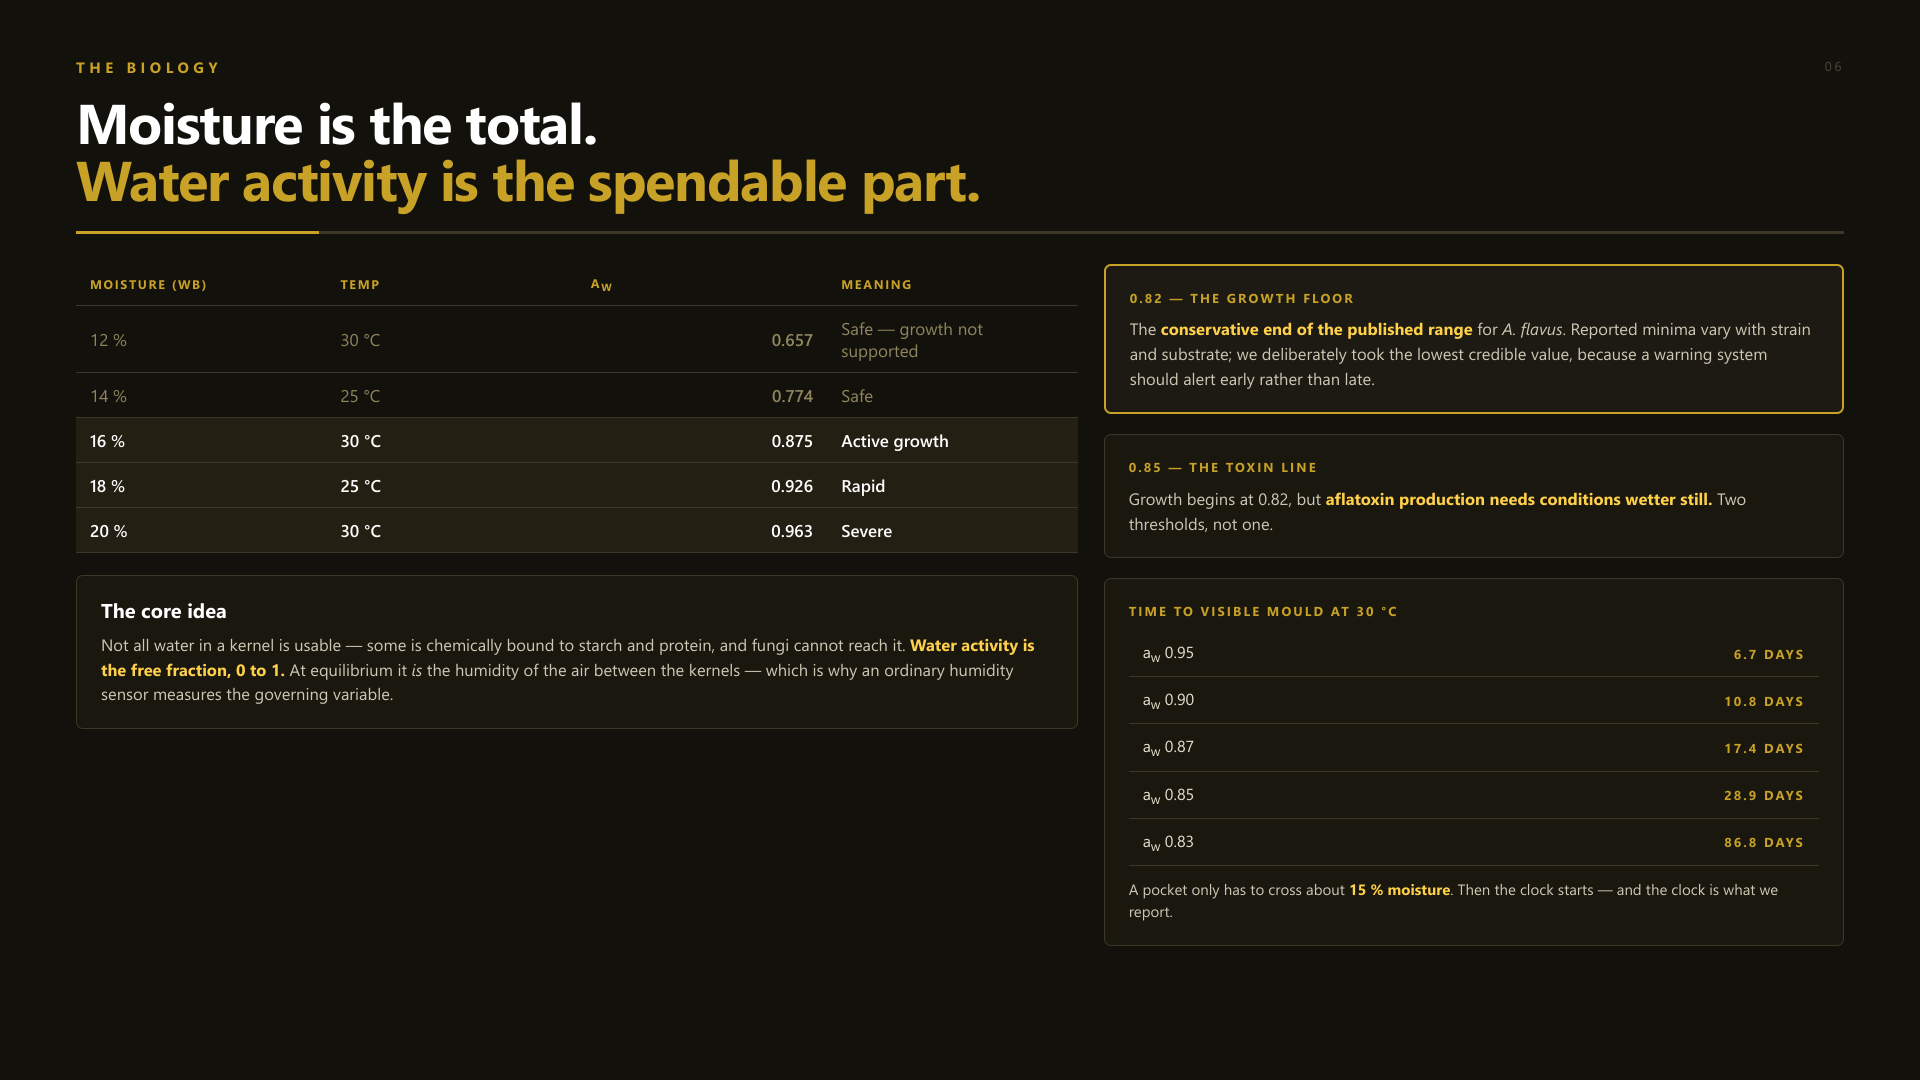 THE BIOLOGY
06
Moisture is the total.
Water activity is the spendable part.
MOISTURE (WB) TEMP AW MEANING
12 % 30 °C 0.657 Safe — growth not
supported
14 % 25 °C 0.774 Safe
16 % 30 °C 0.875 Active growth
18 % 25 °C 0.926 Rapid
20 % 30 °C 0.963 Severe
The core idea
Not all water in a kernel is usable — some is chemically bound to starch and protein, and fungi cannot reach it. Water activity is
the free fraction, 0 to 1. At equilibrium it is the humidity of the air between the kernels — which is why an ordinary humidity
sensor measures the governing variable.
0.82 — THE GROWTH FLOOR
The conservative end of the published range for A. flavus. Reported minima vary with strain
and substrate; we deliberately took the lowest credible value, because a warning system
should alert early rather than late.
0.85 — THE TOXIN LINE
Growth begins at 0.82, but aflatoxin production needs conditions wetter still. Two
thresholds, not one.
TIME TO VISIBLE MOULD AT 30 °C
aw 0.95 6.7 DAYS
aw 0.90 10.8 DAYS
aw 0.87 17.4 DAYS
aw 0.85 28.9 DAYS
aw 0.83 86.8 DAYS
A pocket only has to cross about 15 % moisture. Then the clock starts — and the clock is what we
report.